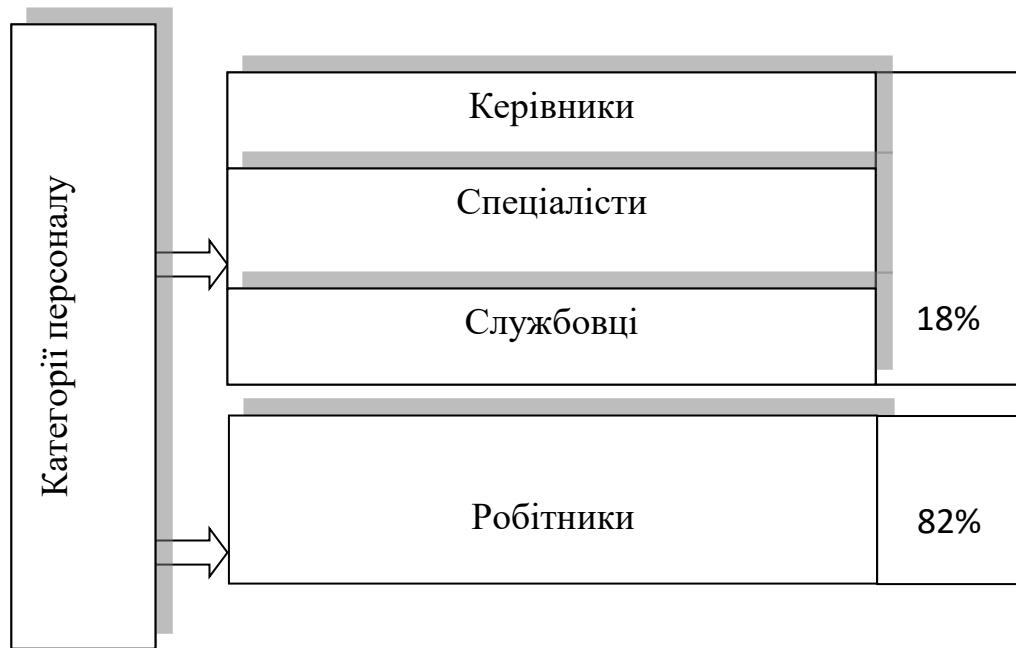 Категорії персоналу
Керівники
Спеціалісти
Службовці
18%
Робітники
82%